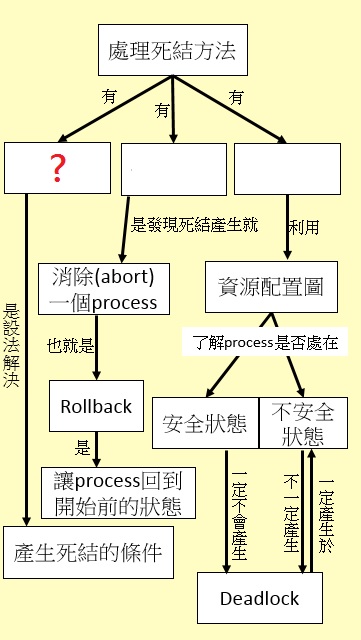 處理死結方法
有
有
有
?
是發現死結產生就
利用
消除(abort)
一個process
資源配置圖
是設法解決
也就是
了解process是否處在
Rollback
安全狀態
不安全
狀態
是
讓process回到
開始前的狀態
一定不會產生
不一定產生
一定產生於
產生死結的條件
Deadlock